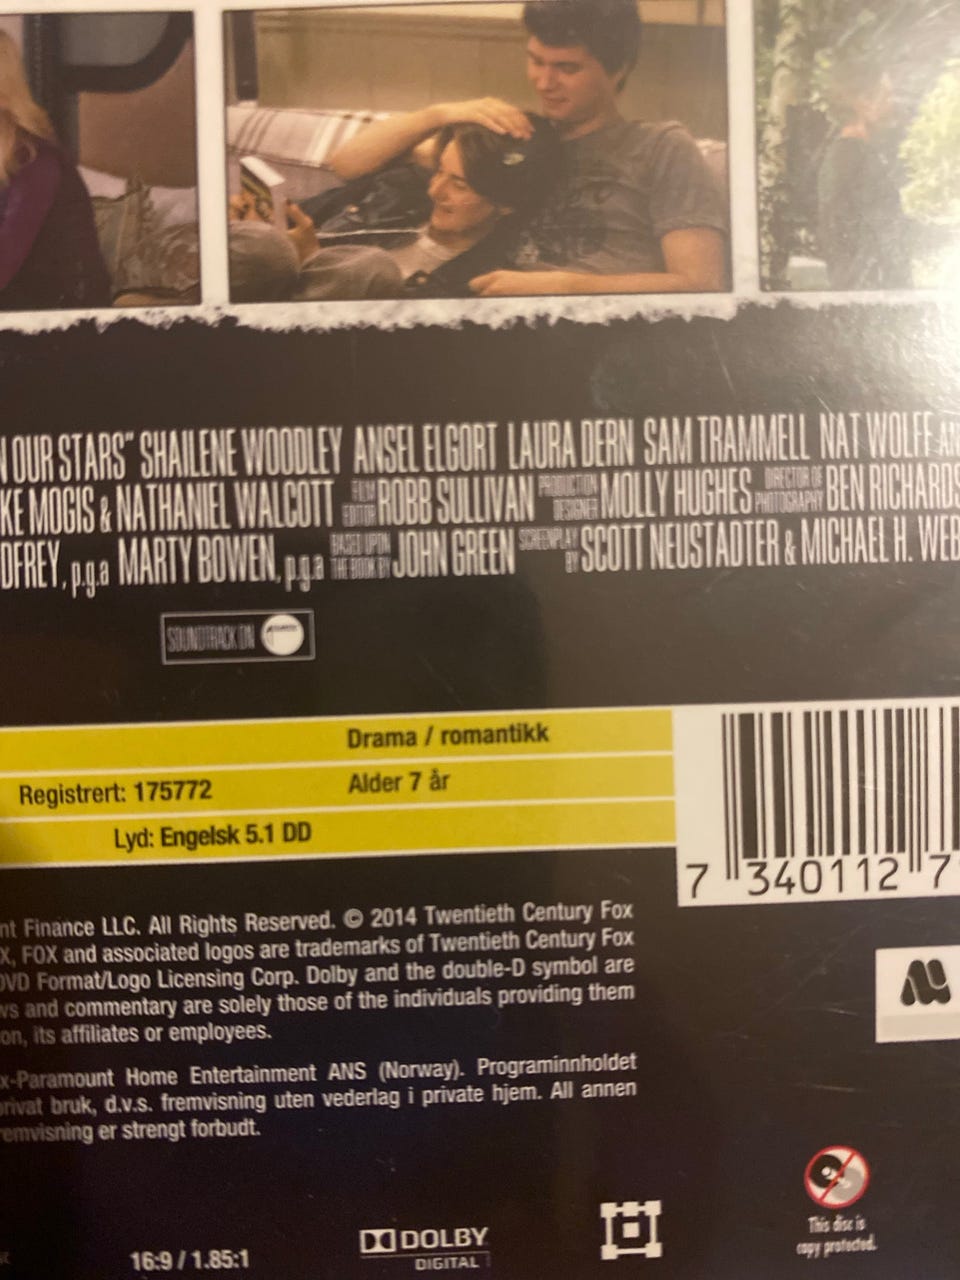 OUR STARS" SHAILENE WOODLEY ANSEL ELGORT LAURA DERN SAM TRAMMELL NAT WOLFF AN
KE MOGIS & NATHANIEL WALCOTT FILM EDITOR ROBB SULLIVAN PRODUCTION DESIGNER MOLLY HUGHES DIRECTOR OF PHOTOGRAPHY BEN RICHARDS
DFREY, p.g.a MARTY BOWEN, p.g.a BASED UPON THE BOOK BY JOHN GREEN SCREENPLAY BY SCOTT NEUSTADTER & MICHAEL H. WEB
SOUNDTRACK ON
Drama / romantikk
Registrert: 175772 Alder 7 år
Lyd: Engelsk 5.1 DD
7 340112 7
nt Finance LLC. All Rights Reserved. © 2014 Twentieth Century Fox
X, FOX and associated logos are trademarks of Twentieth Century Fox
DVD Format/Logo Licensing Corp. Dolby and the double-D symbol are
ws and commentary are solely those of the individuals providing them
on, its affiliates or employees.
x-Paramount Home Entertainment ANS (Norway). Programinnholdet
privat bruk, d.v.s. fremvisning uten vederlag i private hjem. All annen
remvisning er strengt forbudt.
16:9 / 1.85:1
DOLBY
DIGITAL
This disc is
copy protected.